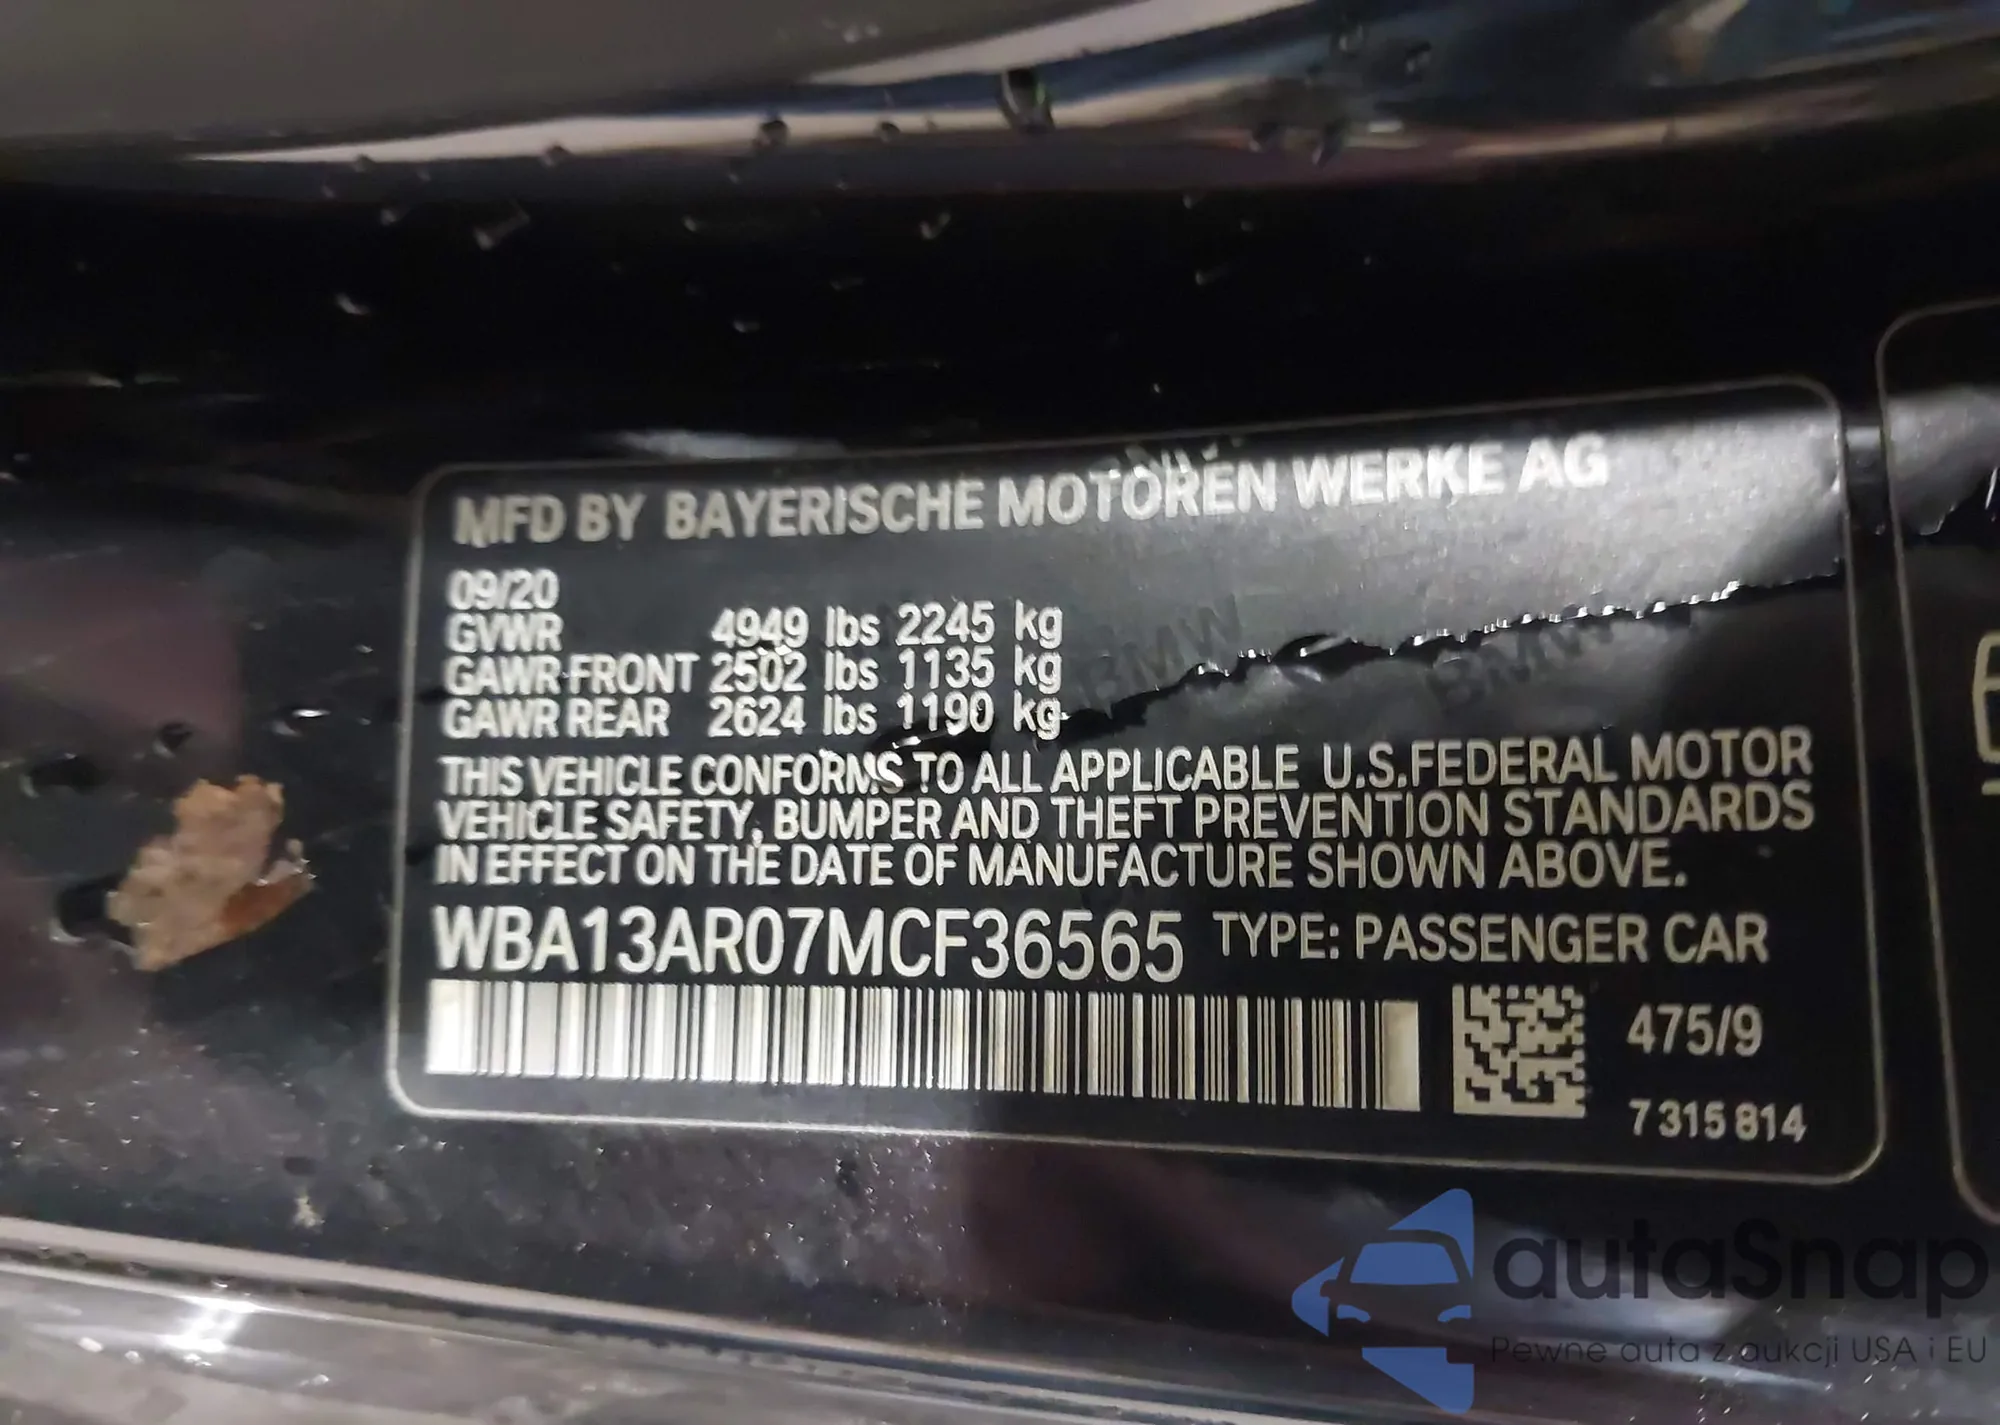 MFD BY BAYERISCHE MOTOREN WERKE AG
09/20
GVWR 4949 lbs 2245 kg
GAWR FRONT 2502 lbs 1135 kg
GAWR REAR 2624 lbs 1190 kg
THIS VEHICLE CONFORMS TO ALL APPLICABLE U.S.FEDERAL MOTOR
VEHICLE SAFETY, BUMPER AND THEFT PREVENTION STANDARDS
IN EFFECT ON THE DATE OF MANUFACTURE SHOWN ABOVE.
WBA13AR07MCF36565 TYPE: PASSENGER CAR
475/9
7 315 814
BMW
BMW
autaSnap
Pewne auta z aukcji USA i EU